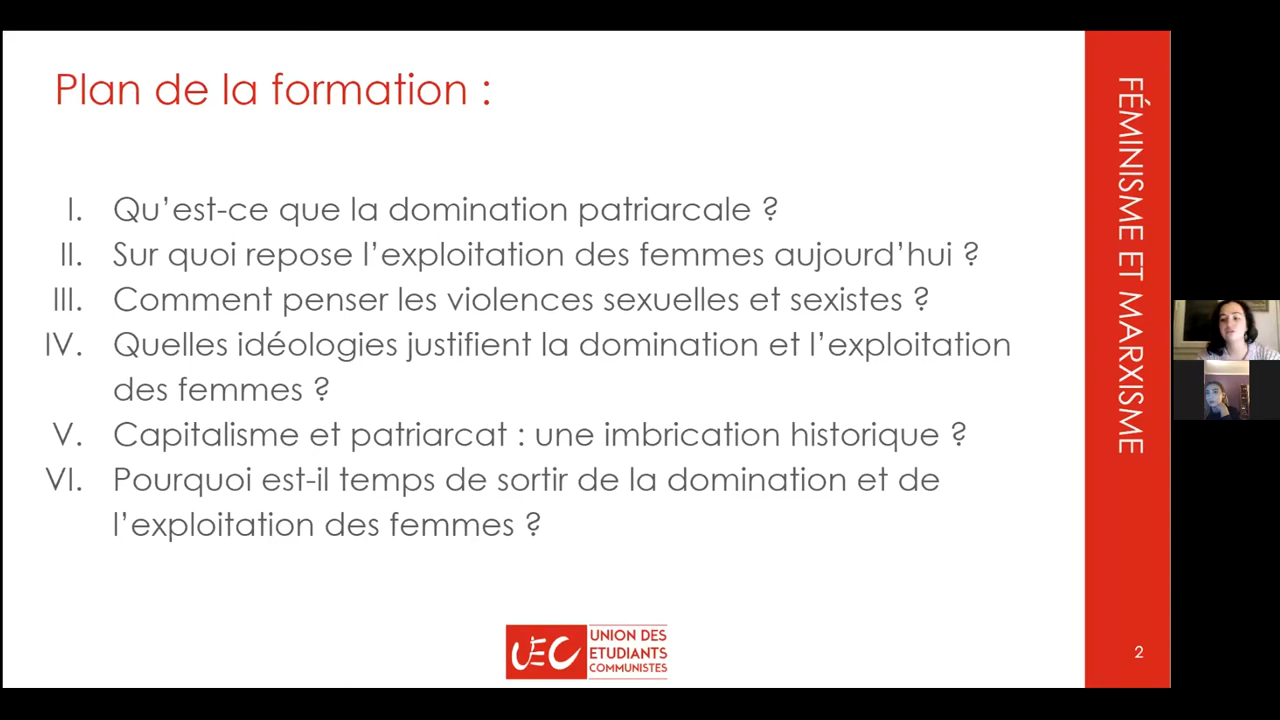 Plan de la formation :
I. Qu’est-ce que la domination patriarcale ?
II. Sur quoi repose l’exploitation des femmes aujourd’hui ?
III. Comment penser les violences sexuelles et sexistes ?
IV. Quelles idéologies justifient la domination et l’exploitation
des femmes ?
V. Capitalisme et patriarcat : une imbrication historique ?
VI. Pourquoi est-il temps de sortir de la domination et de
l’exploitation des femmes ?
FÉMINISME ET MARXISME
UEC
UNION DES
ETUDIANTS
COMMUNISTES
2